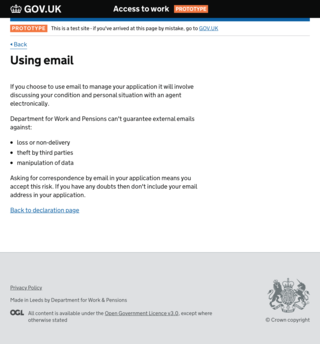 GOV.UK Access to work PROTOTYPE
PROTOTYPE This is a test site - if you've arrived at this page by mistake, go to GOV.UK
Back
Using email
If you choose to use email to manage your application it will involve
discussing your condition and personal situation with an agent
electronically.
Department for Work and Pensions can't guarantee external emails
against:
• loss or non-delivery
• theft by third parties
• manipulation of data
Asking for correspondence by email in your application means you
accept this risk. If you have any doubts then don't include your email
address in your application.
Back to declaration page
Privacy Policy
Made in Leeds by Department for Work & Pensions
OGL All content is available under the Open Government Licence v3.0, except where
otherwise stated
© Crown copyright